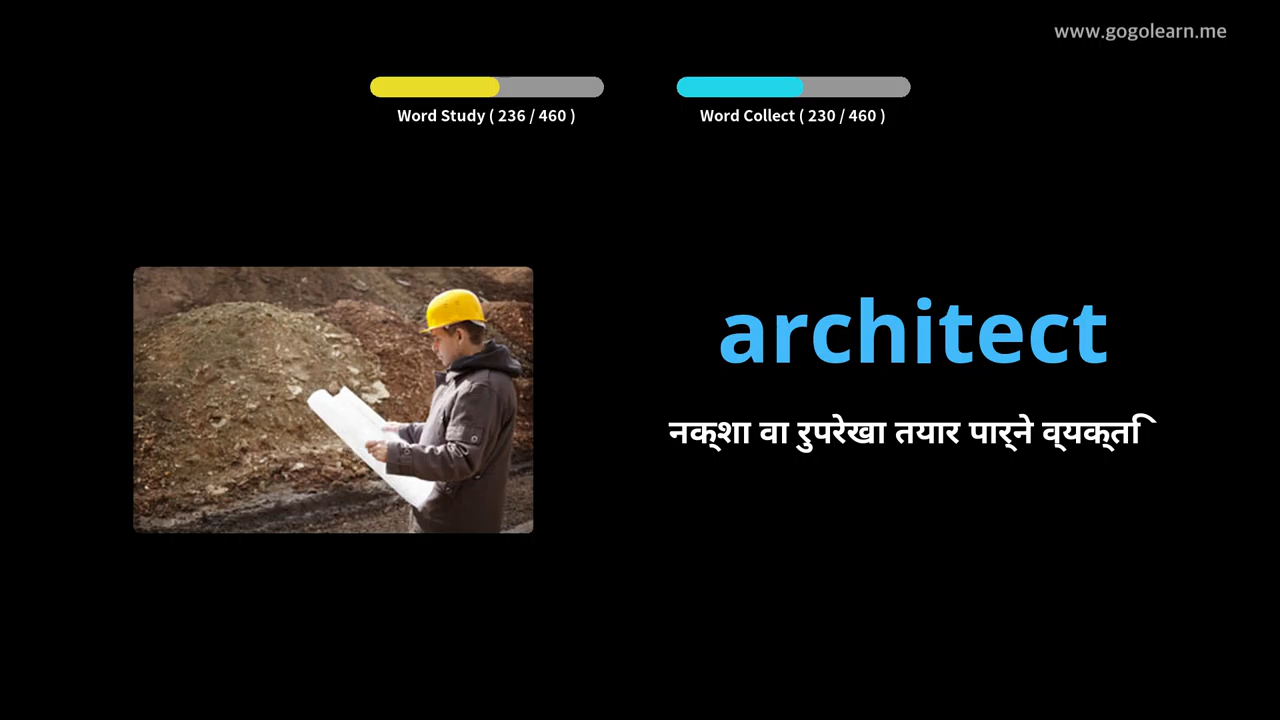 www.gogolearn.me
Word Study ( 236 / 460 )
Word Collect ( 230 / 460 )
architect
नक्शा वा रुपरेखा तयार पार्ने व्यक्ति